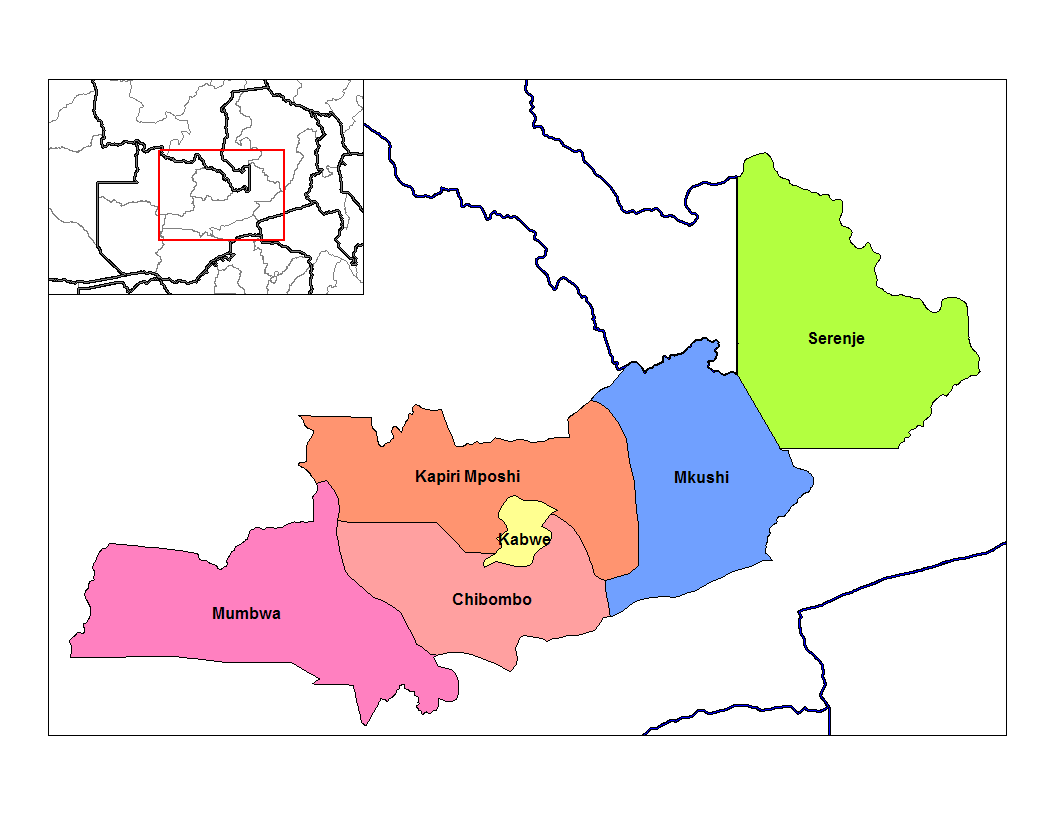 Serenje
Kapiri Mposhi
Mkushi
Kabwe
Chibombo
Mumbwa